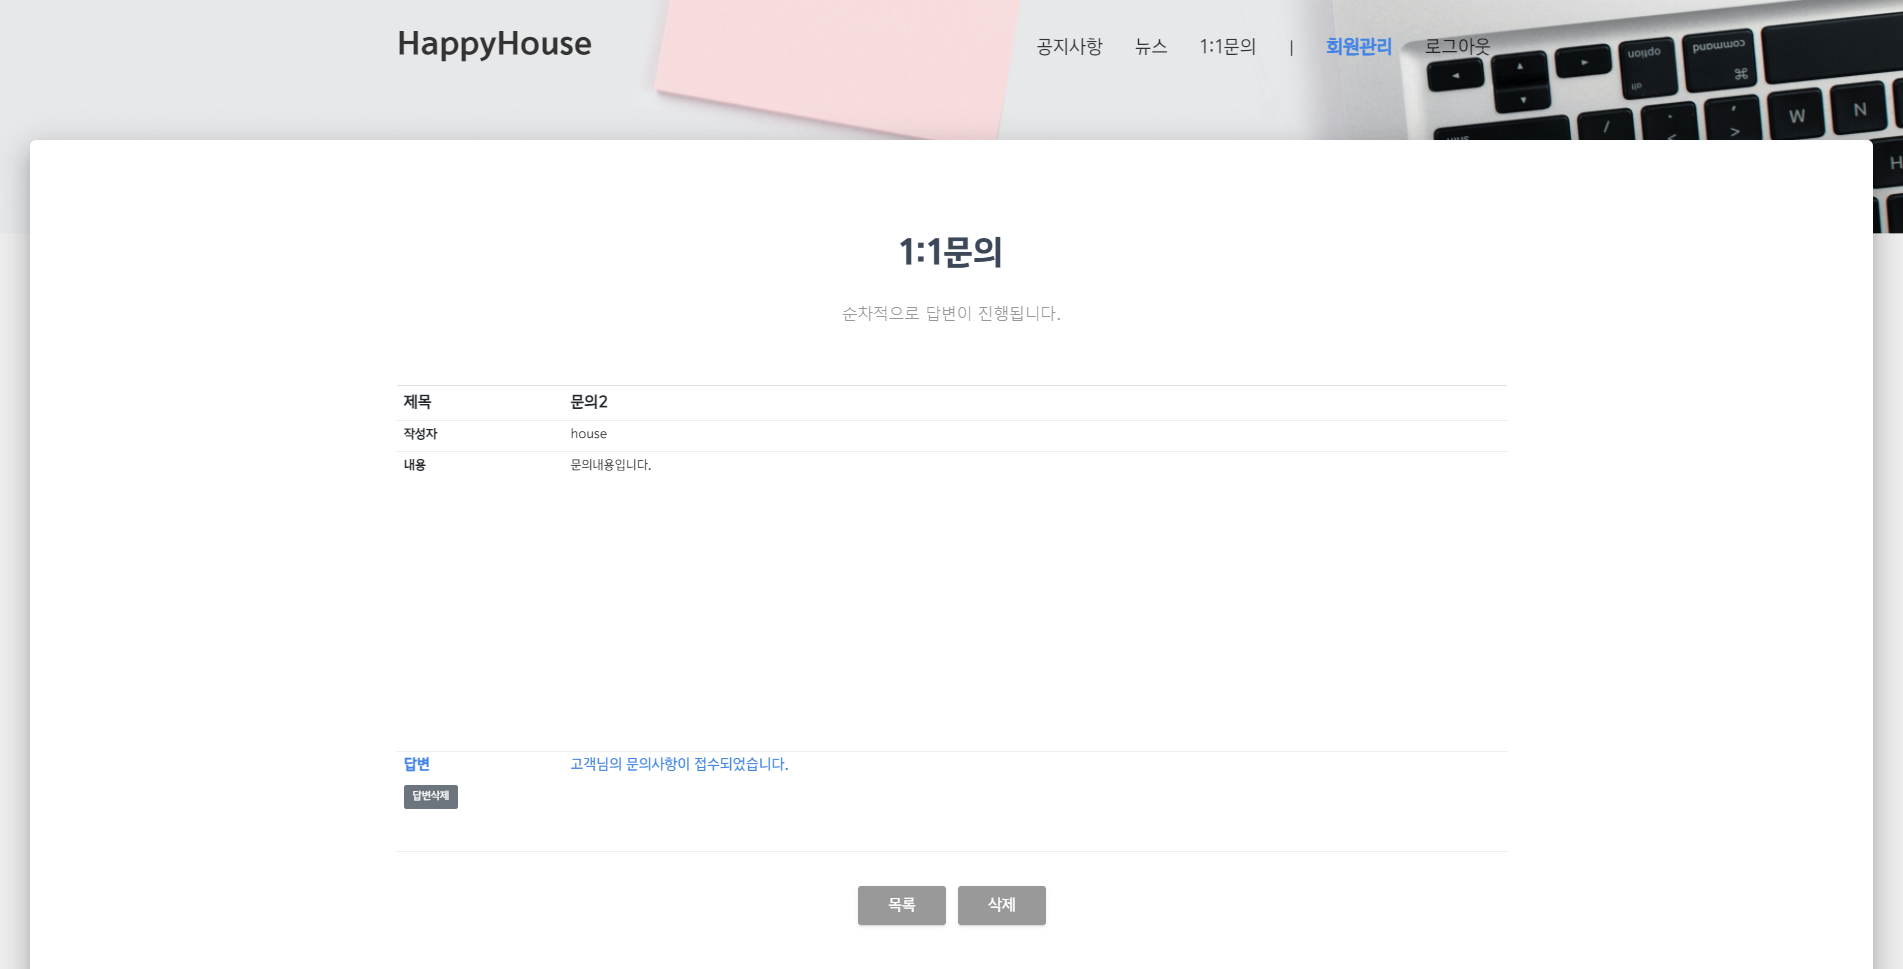 HappyHouse
공지사항 뉴스 1:1문의 | 회원관리 로그아웃
command
option
alt
W N
H
1:1문의
순차적으로 답변이 진행됩니다.
제목 문의2
작성자 house
내용 문의내용입니다.
답변 고객님의 문의사항이 접수되었습니다.
답변삭제
목록 삭제